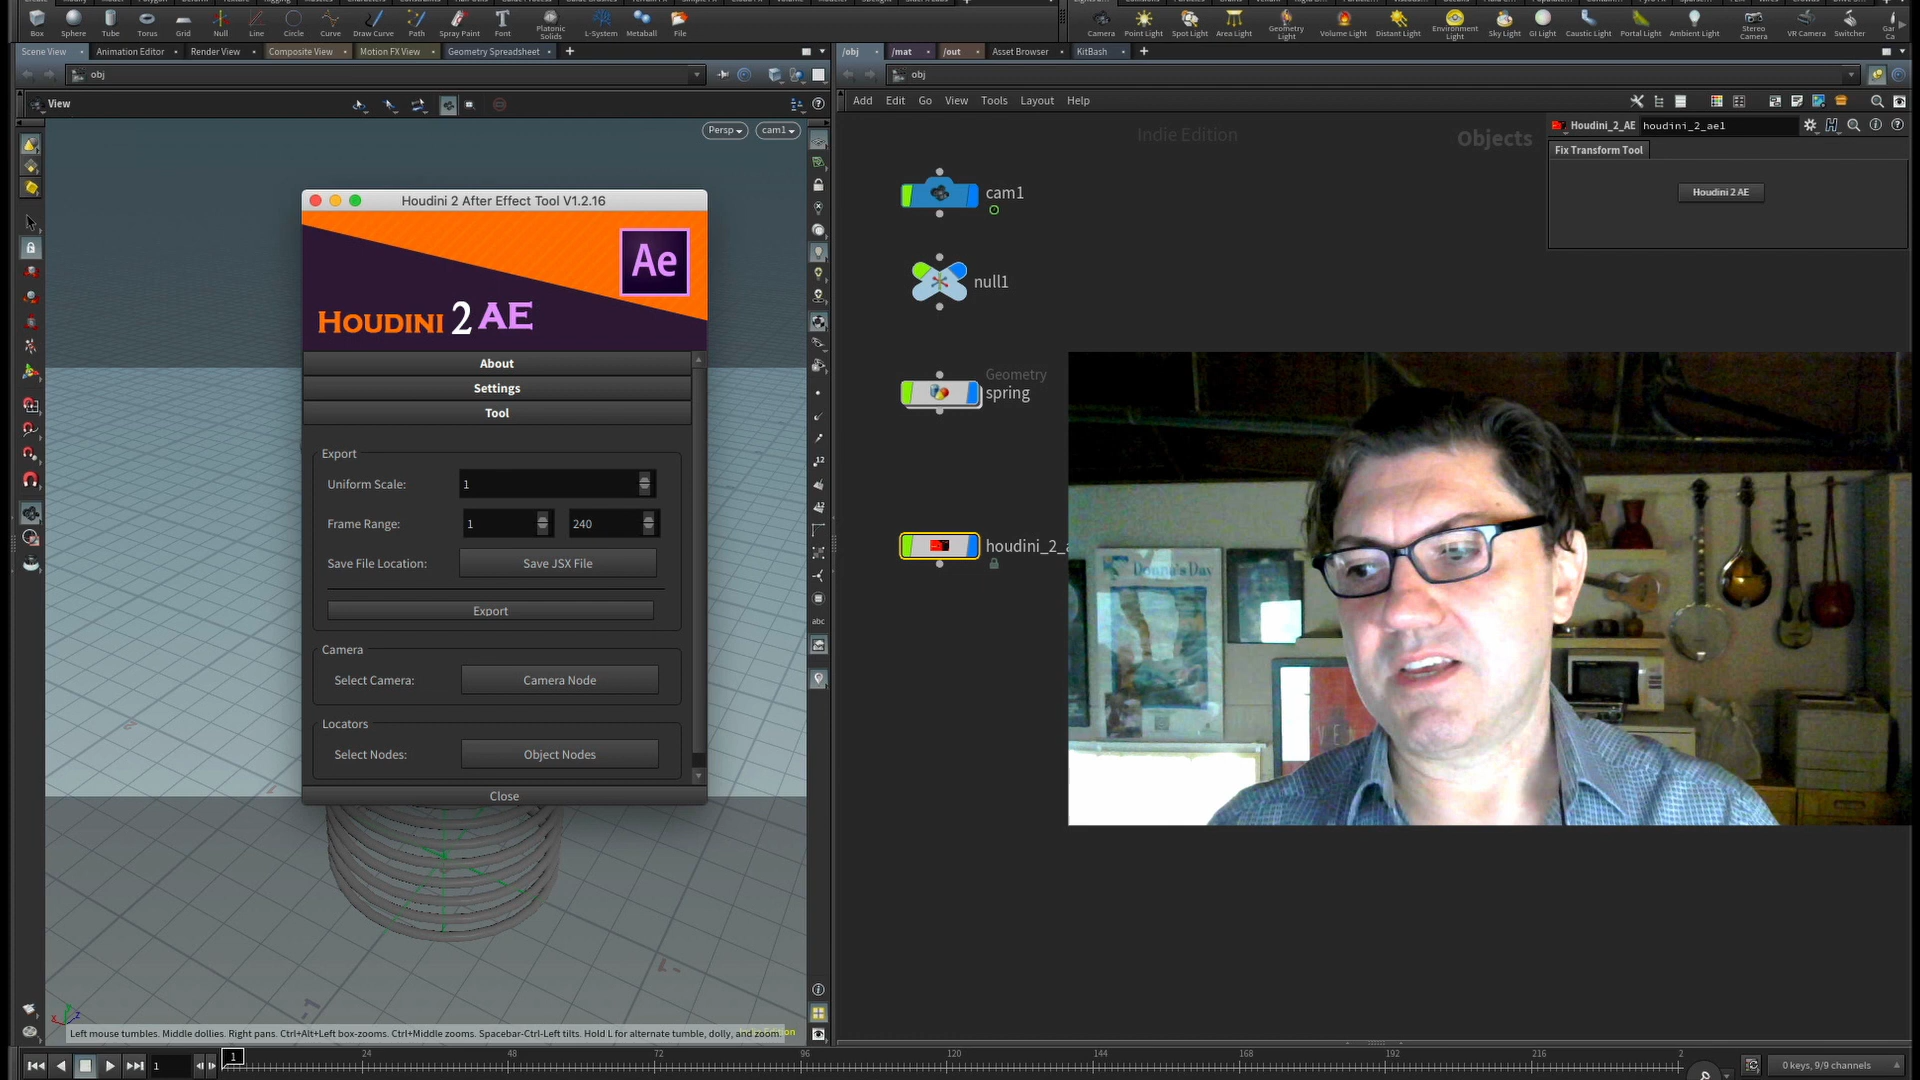 Box Sphere Tube Torus Grid Null Line Circle Curve Draw Curve Path Spray Paint Font Platonic Solids L-System Metaball File
Camera Point Light Spot Light Area Light Geometry Light Volume Light Distant Light Environment Light Sky Light GI Light Caustic Light Portal Light Ambient Light Stereo Camera VR Camera Switcher
Scene View Animation Editor Render View Composite View Motion FX View Geometry Spreadsheet
/obj /mat /out Asset Browser KitBash
obj
obj
View
Add Edit Go View Tools Layout Help
Persp cam1
Indie Edition
Objects
Houdini_2_AE houdini_2_ae1
Fix Transform Tool
Houdini 2 AE
cam1
null1
Geometry
spring
houdini_2_a
Houdini 2 After Effect Tool V1.2.16
Ae
Houdini 2 AE
About
Settings
Tool
Export
Uniform Scale: 1
Frame Range: 1 240
Save File Location: Save JSX File
Export
Camera
Select Camera: Camera Node
Locators
Select Nodes: Object Nodes
Close
Donna's Day
abc
Left mouse tumbles. Middle dollies. Right pans. Ctrl+Alt+Left box-zooms. Ctrl+Middle zooms. Spacebar-Ctrl-Left tilts. Hold L for alternate tumble, dolly, and zoom.
1 1 24 48 72 96 120 144 168 192 216 2
0 keys, 9/9 channels